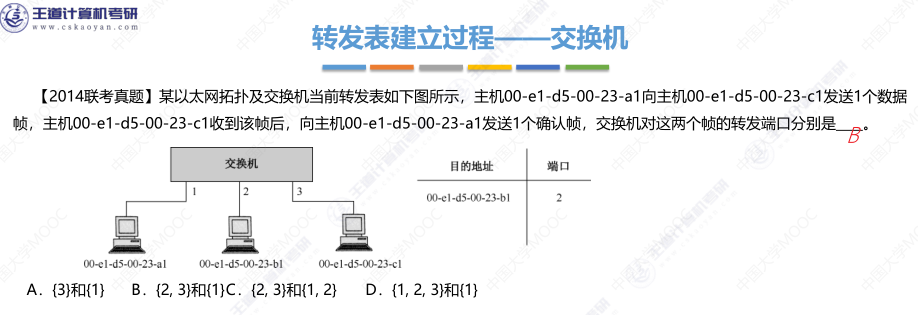 王道计算机考研
www.cskaoyan.com
转发表建立过程——交换机
【2014联考真题】某以太网拓扑及交换机当前转发表如下图所示，主机00-e1-d5-00-23-a1向主机00-e1-d5-00-23-c1发送1个数据
帧，主机00-e1-d5-00-23-c1收到该帧后，向主机00-e1-d5-00-23-a1发送1个确认帧，交换机对这两个帧的转发端口分别是___。
B
交换机
1 2 3
00-e1-d5-00-23-a1 00-e1-d5-00-23-b1 00-e1-d5-00-23-c1
目的地址 端口
00-e1-d5-00-23-b1 2
A．{3}和{1} B．{2, 3}和{1} C．{2, 3}和{1, 2} D．{1, 2, 3}和{1}